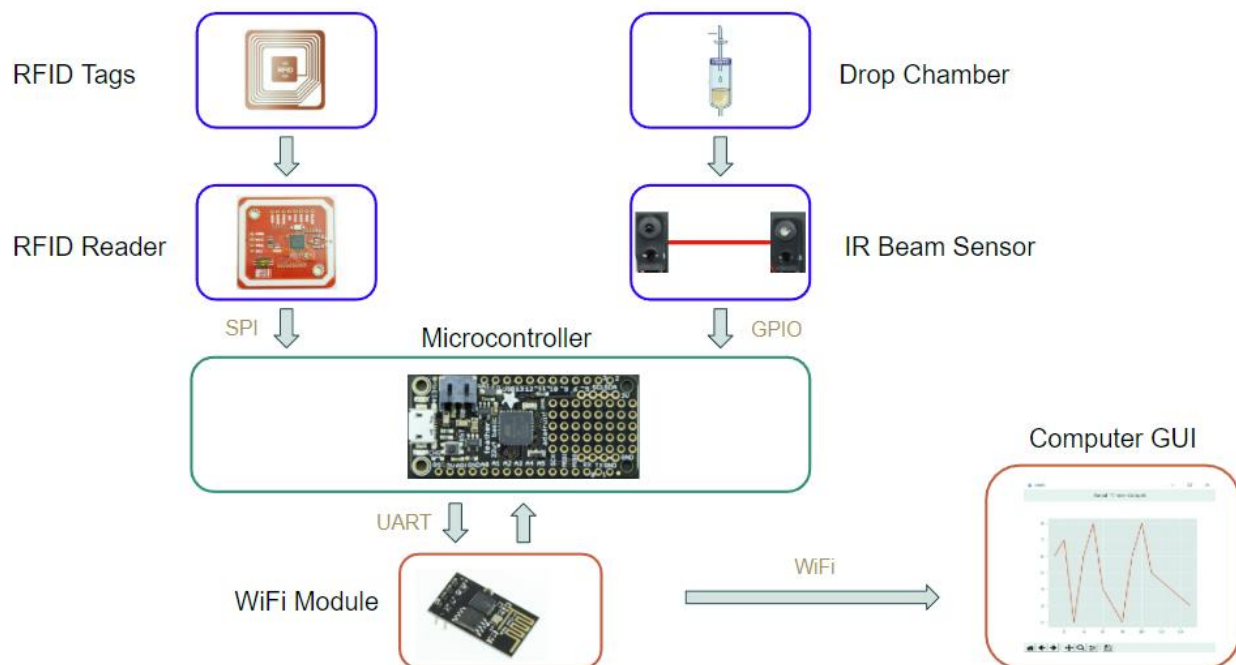 RFID Tags
Drop Chamber
RFID Reader
IR Beam Sensor
SPI
GPIO
Microcontroller
Computer GUI
UART
WiFi
WiFi Module